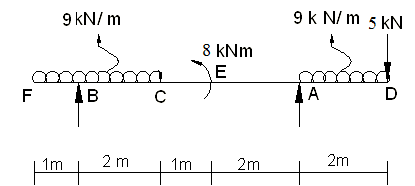 9 kN/ m 9 k N/ m 5 kN
8 kNm
E
F B C A D
1m 2 m 1m 2m 2m